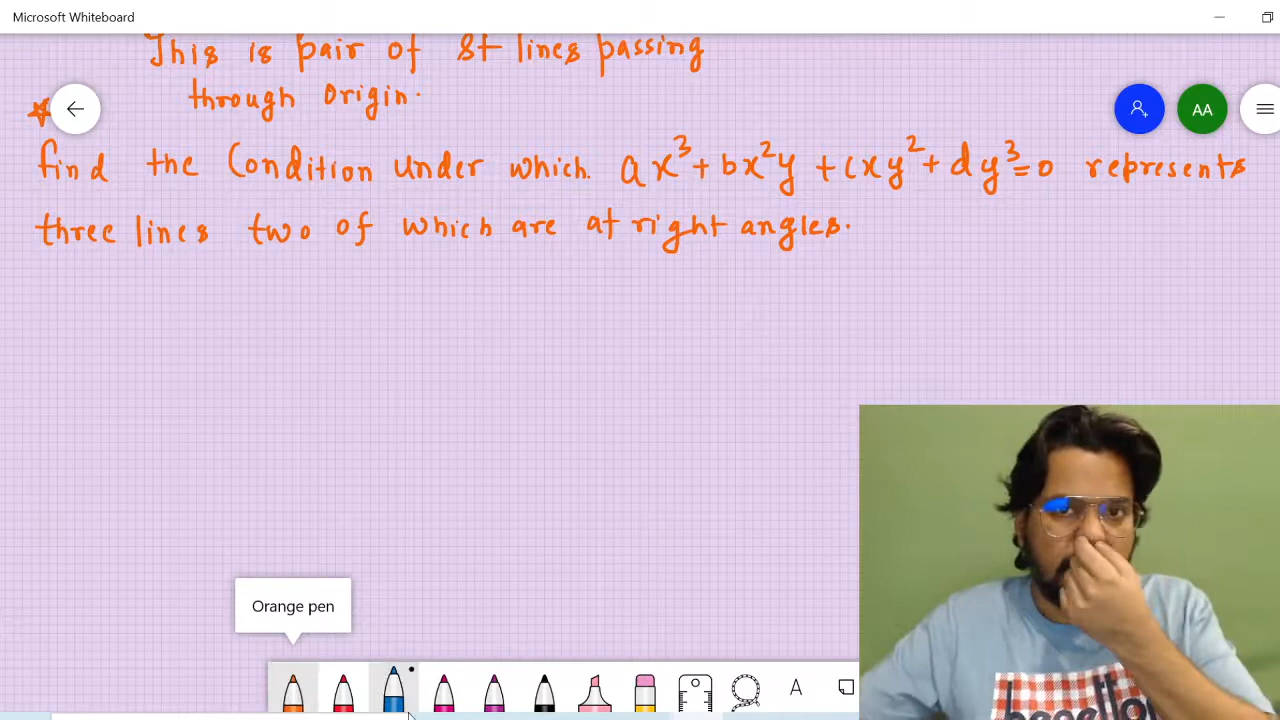 Microsoft Whiteboard
This is pair of st lines passing
through origin.
AA
find the Condition under which. ax³ + bx²y + cxy² + dy³ = 0 represents
three lines two of which are at right angles.
Orange pen
A
benetton